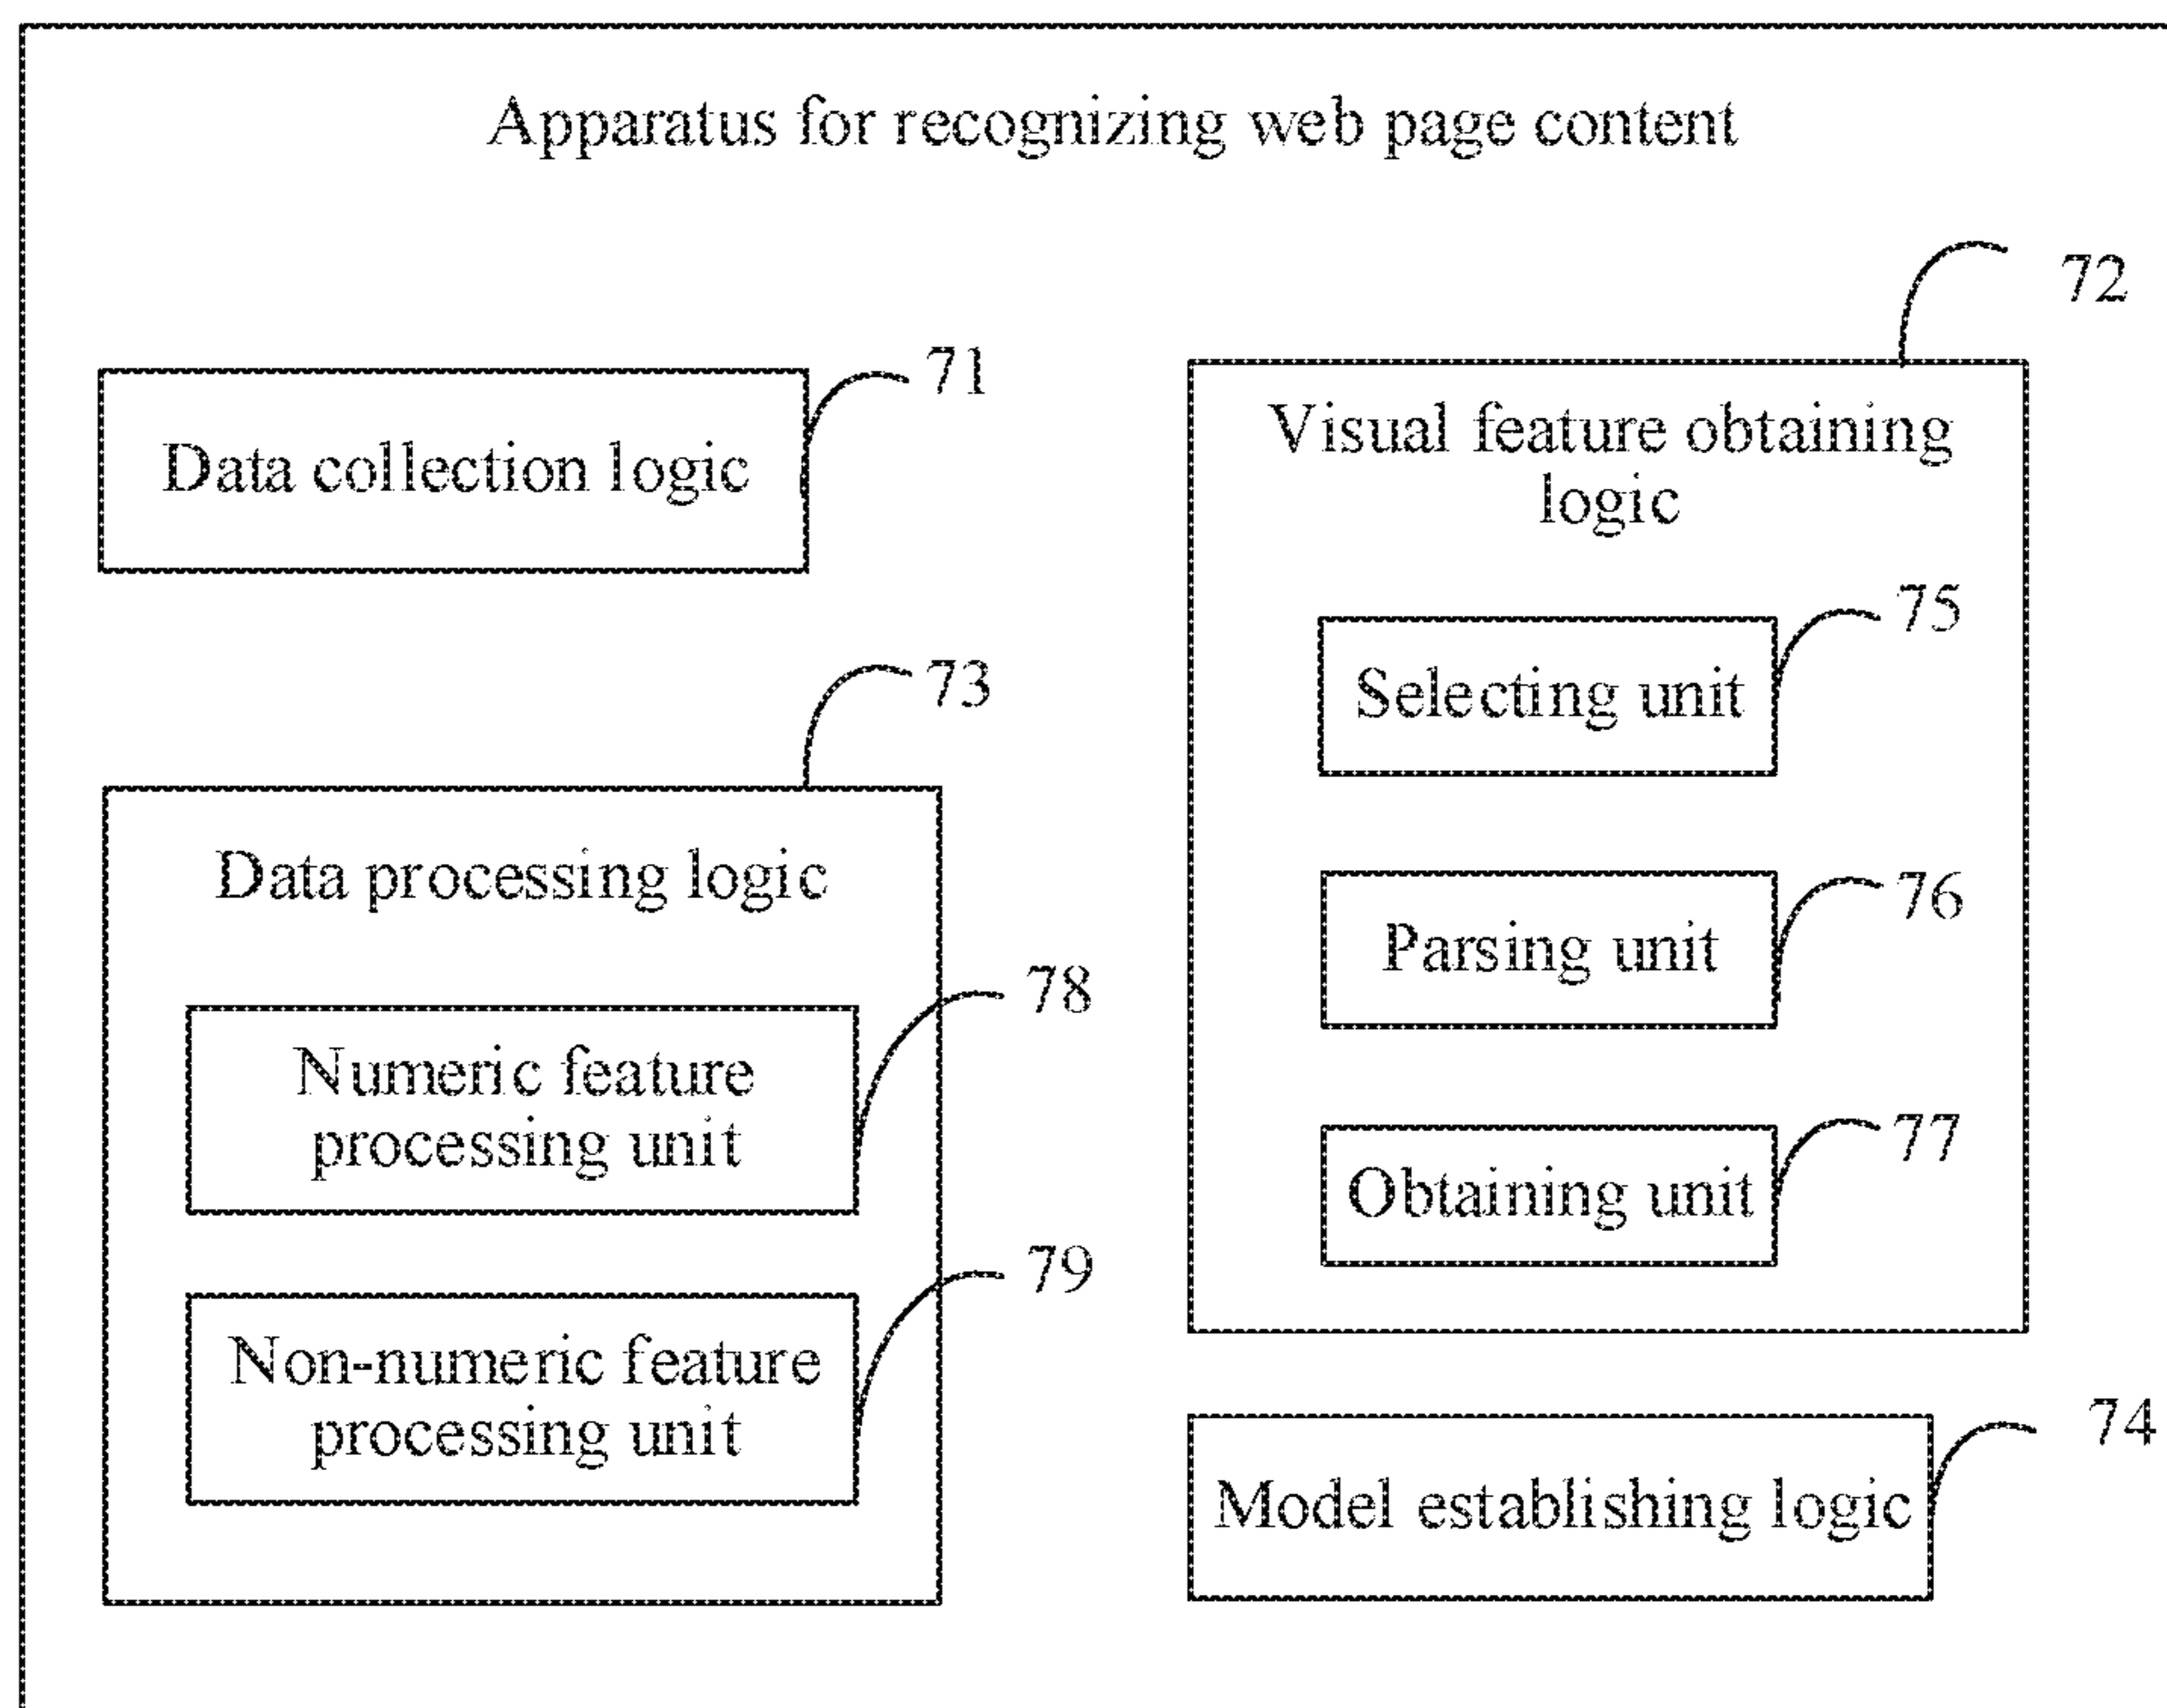 Apparatus for recognizing web page content
71
Data collection logic
73
Data processing logic
78
Numeric feature
processing unit
79
Non-numeric feature
processing unit
72
Visual feature obtaining
logic
75
Selecting unit
76
Parsing unit
77
Obtaining unit
74
Model establishing logic